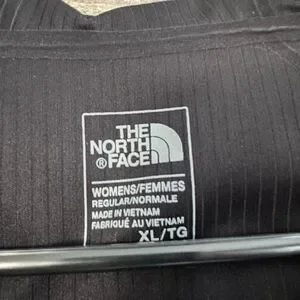 THE
NORTH
®FACE
WOMENS/FEMMES
REGULAR/NORMALE
MADE IN VIETNAM
FABRIQUÉ AU VIETNAM
XL/TG